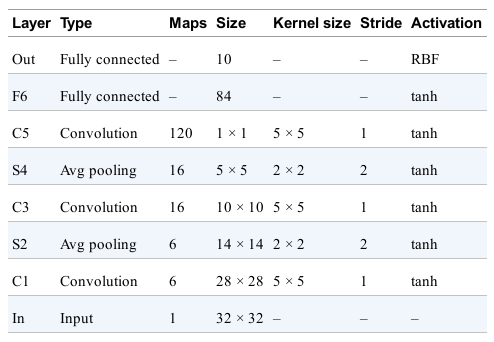 Layer Type Maps Size Kernel size Stride Activation
Out Fully connected – 10 – – RBF
F6 Fully connected – 84 – – tanh
C5 Convolution 120 1 × 1 5 × 5 1 tanh
S4 Avg pooling 16 5 × 5 2 × 2 2 tanh
C3 Convolution 16 10 × 10 5 × 5 1 tanh
S2 Avg pooling 6 14 × 14 2 × 2 2 tanh
C1 Convolution 6 28 × 28 5 × 5 1 tanh
In Input 1 32 × 32 – – –